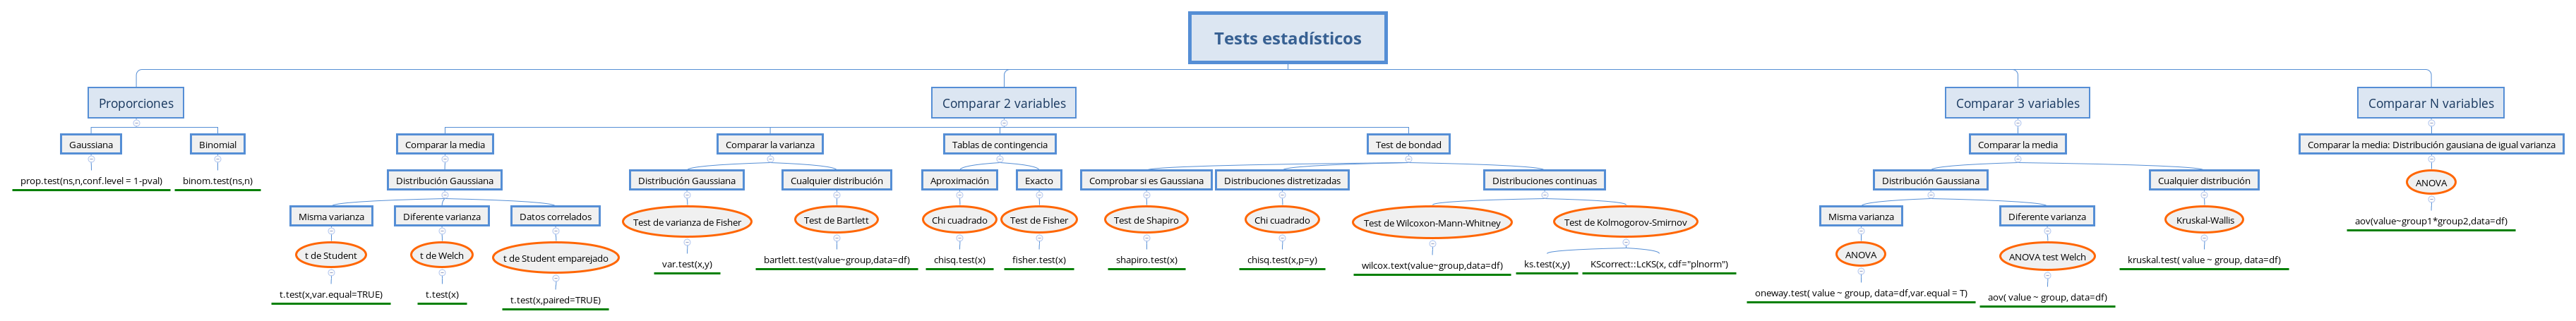 Tests estadísticos
Proporciones
Comparar 2 variables
Comparar 3 variables
Comparar N variables
Gaussiana
Binomial
Comparar la media
Comparar la varianza
Tablas de contingencia
Test de bondad
Comparar la media
Comparar la media: Distribución gausiana de igual varianza
prop.test(ns,n,conf.level = 1-pval)
binom.test(ns,n)
Distribución Gaussiana
Distribución Gaussiana
Cualquier distribución
Aproximación
Exacto
Comprobar si es Gaussiana
Distribuciones distretizadas
Distribuciones continuas
Distribución Gaussiana
Cualquier distribución
ANOVA
Misma varianza
Diferente varianza
Datos correlados
Test de varianza de Fisher
Test de Bartlett
Chi cuadrado
Test de Fisher
Test de Shapiro
Chi cuadrado
Test de Wilcoxon-Mann-Whitney
Test de Kolmogorov-Smirnov
Misma varianza
Diferente varianza
Kruskal-Wallis
aov(value~group1*group2,data=df)
t de Student
t de Welch
t de Student emparejado
var.test(x,y)
bartlett.test(value~group,data=df)
chisq.test(x)
fisher.test(x)
shapiro.test(x)
chisq.test(x,p=y)
wilcox.text(value~group,data=df)
ks.test(x,y)
KScorrect::LcKS(x, cdf="plnorm")
ANOVA
ANOVA test Welch
kruskal.test( value ~ group, data=df)
t.test(x,var.equal=TRUE)
t.test(x)
t.test(x,paired=TRUE)
oneway.test( value ~ group, data=df,var.equal = T)
aov( value ~ group, data=df)